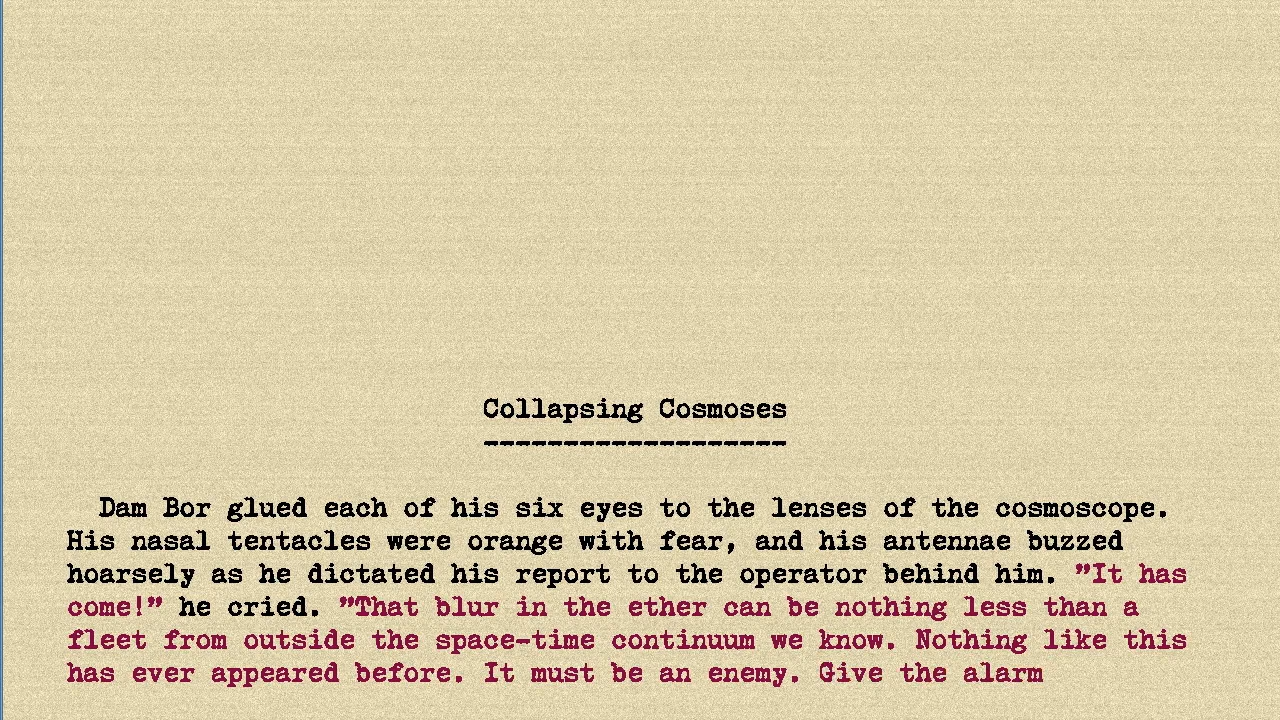 Collapsing Cosmoses
-------------------
Dam Bor glued each of his six eyes to the lenses of the cosmoscope.
His nasal tentacles were orange with fear, and his antennae buzzed
hoarsely as he dictated his report to the operator behind him. ”It has
come!” he cried. ”That blur in the ether can be nothing less than a
fleet from outside the space-time continuum we know. Nothing like this
has ever appeared before. It must be an enemy. Give the alarm